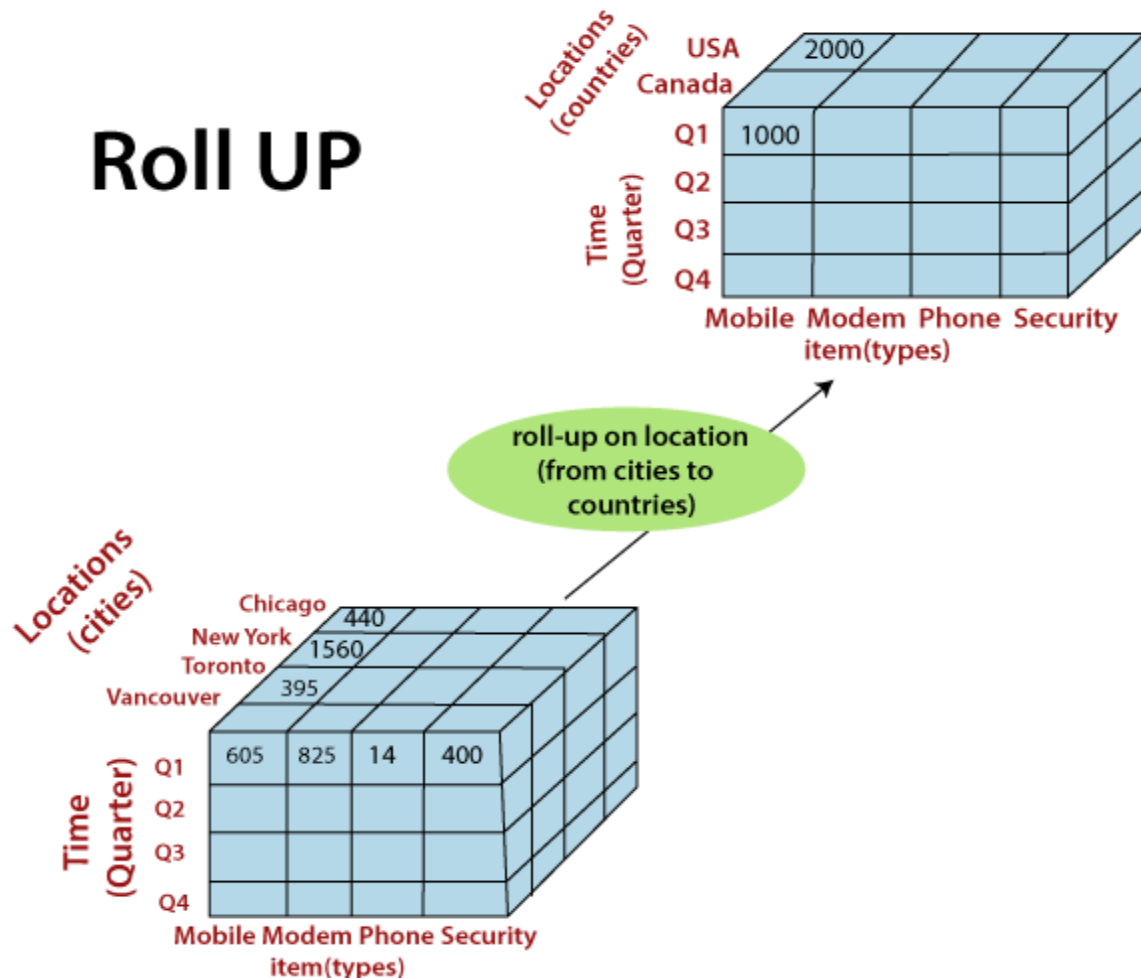 Roll UP
Locations
(countries)
USA
Canada
2000
Time
(Quarter)
Q1
1000
Q2
Q3
Q4
Mobile Modem Phone Security
item(types)
roll-up on location
(from cities to
countries)
Locations
(cities)
Chicago
440
New York
1560
Toronto
395
Vancouver
Time
(Quarter)
Q1
605 825 14 400
Q2
Q3
Q4
Mobile Modem Phone Security
item(types)